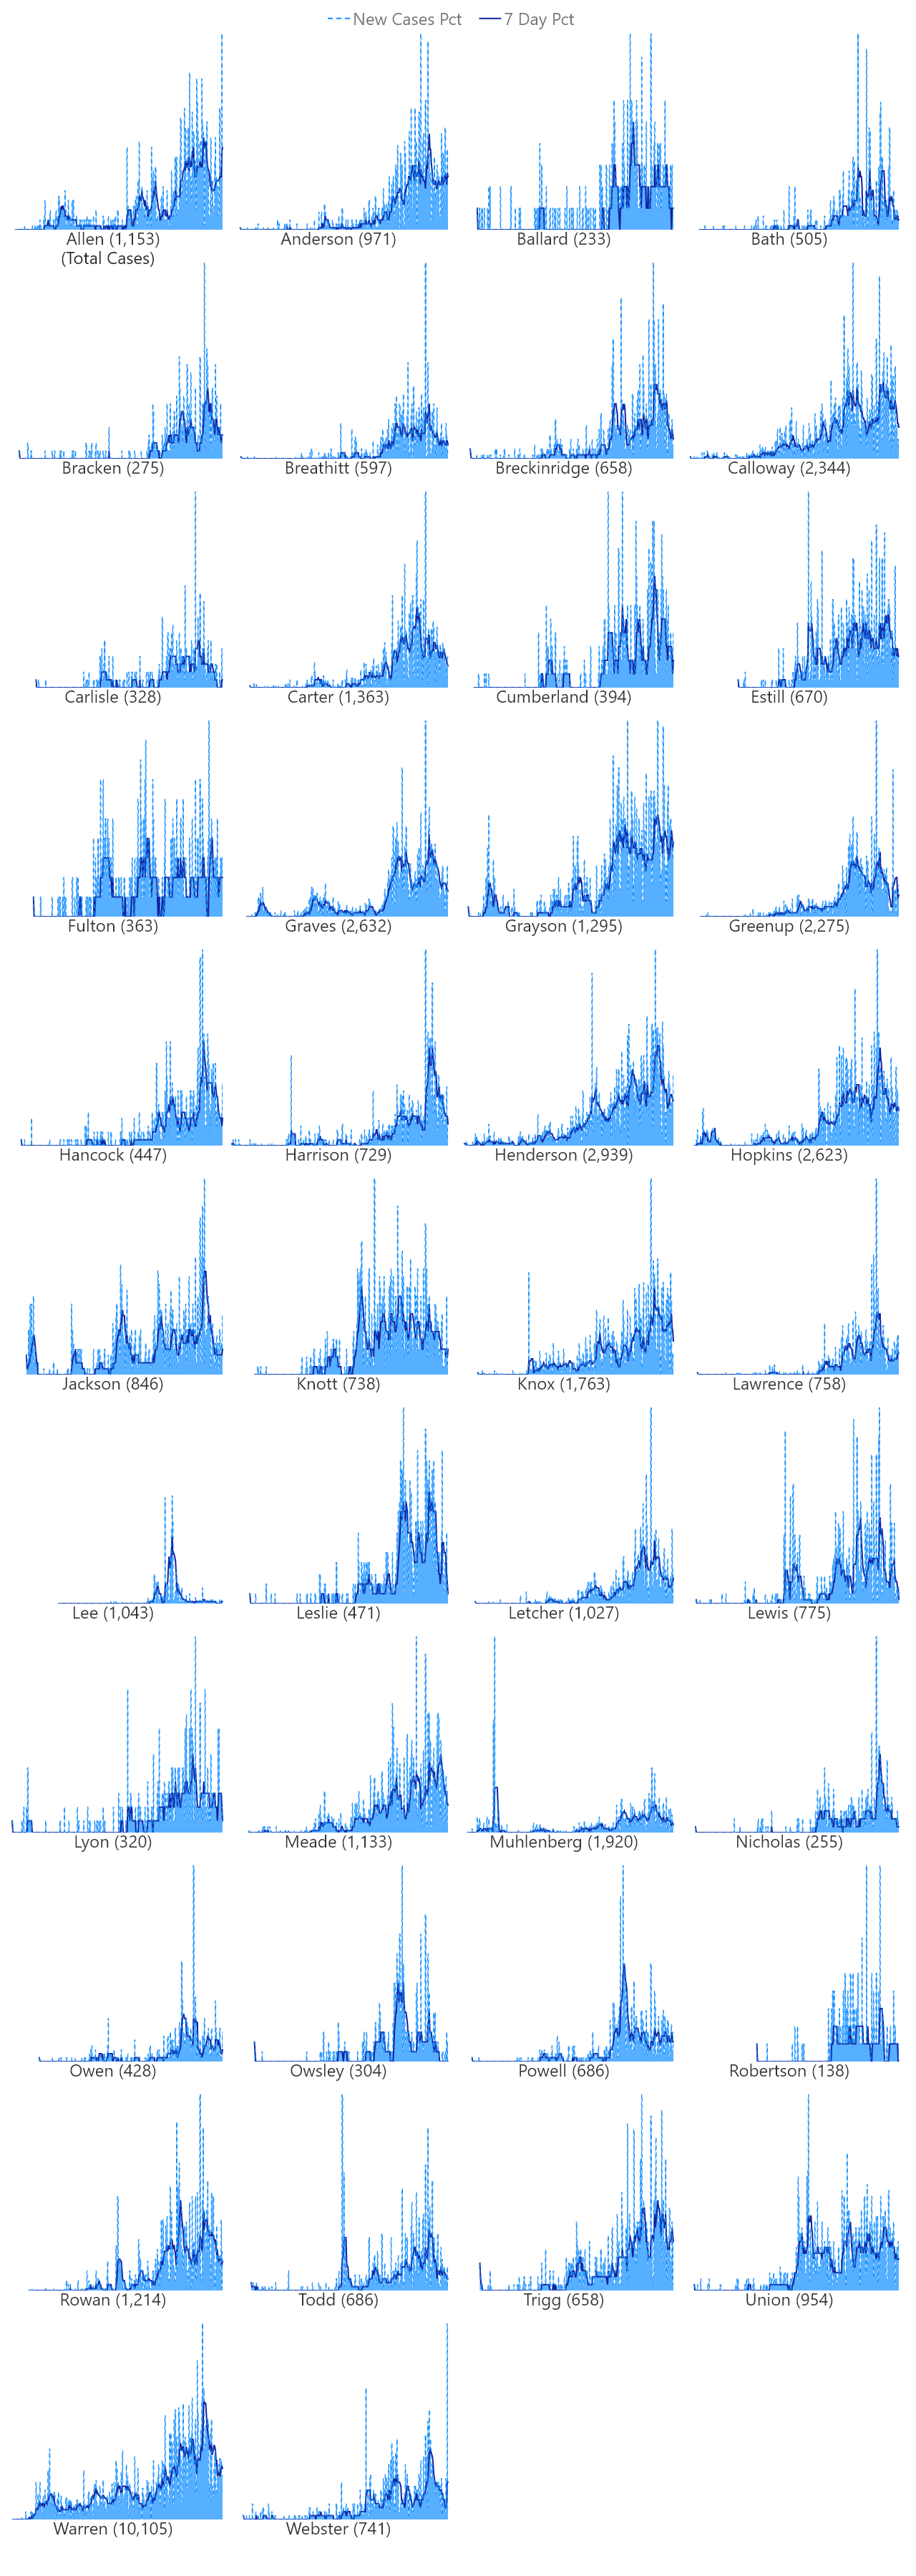 New Cases Pct 7 Day Pct
Allen (1,153) Anderson (971) Ballard (233) Bath (505)
(Total Cases)
Bracken (275) Breathitt (597) Breckinridge (658) Calloway (2,344)
Carlisle (328) Carter (1,363) Cumberland (394) Estill (670)
Fulton (363) Graves (2,632) Grayson (1,295) Greenup (2,275)
Hancock (447) Harrison (729) Henderson (2,939) Hopkins (2,623)
Jackson (846) Knott (738) Knox (1,763) Lawrence (758)
Lee (1,043) Leslie (471) Letcher (1,027) Lewis (775)
Lyon (320) Meade (1,133) Muhlenberg (1,920) Nicholas (255)
Owen (428) Owsley (304) Powell (686) Robertson (138)
Rowan (1,214) Todd (686) Trigg (658) Union (954)
Warren (10,105) Webster (741)